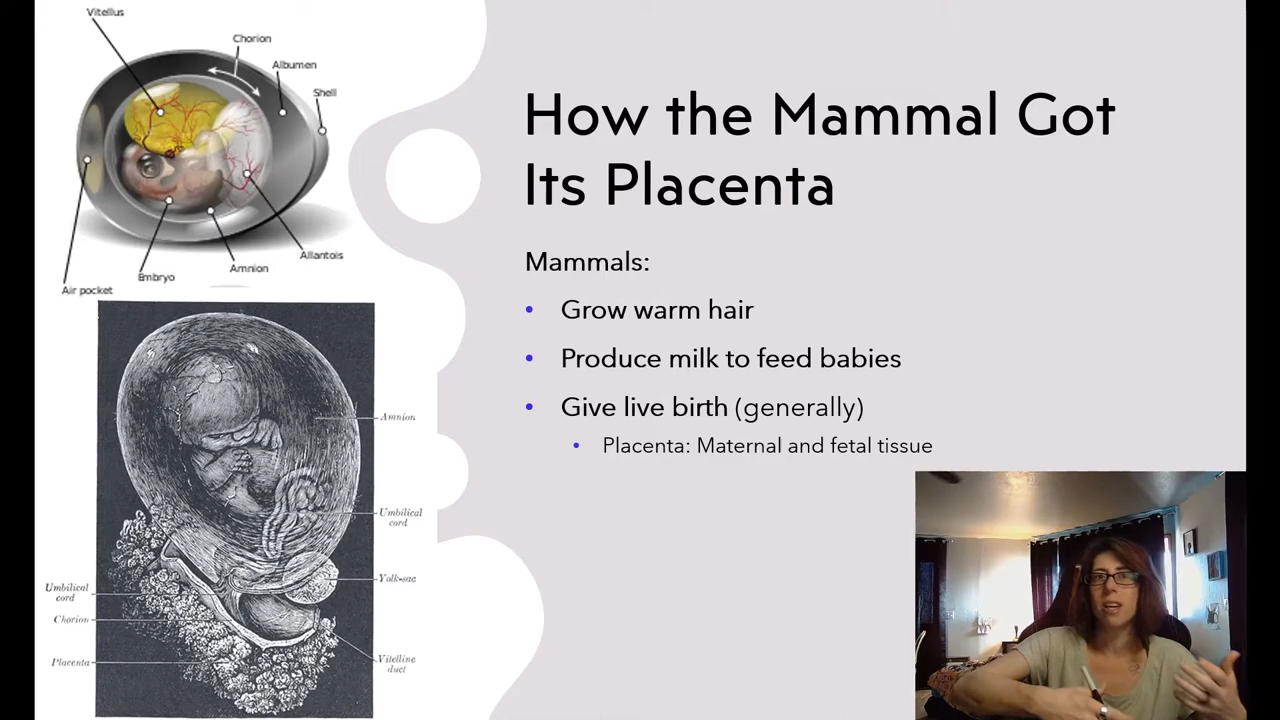 Vitellus
Chorion
Albumen
Shell
Allantois
Amnion
Embryo
Air pocket
How the Mammal Got
Its Placenta
Mammals:
• Grow warm hair
• Produce milk to feed babies
• Give live birth (generally)
• Placenta: Maternal and fetal tissue
Amnion
Umbilical
cord
Yolk-sac
Umbilical
cord
Chorion
Placenta
Vitelline
duct